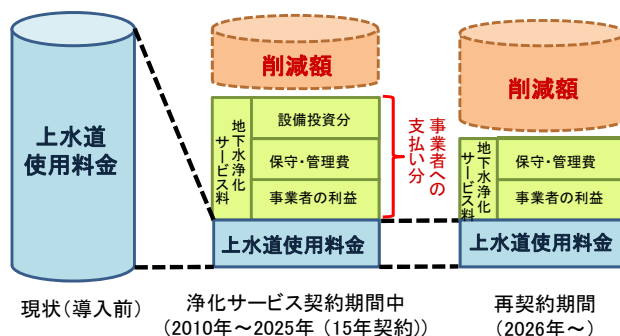 上水道
使用料金
現状(導入前)
削減額
地下水浄化
サービス料
設備投資分
保守・管理費
事業者の利益
事業者への
支払い分
上水道使用料金
浄化サービス契約期間中
(2010年～2025年 (15年契約))
削減額
地下水浄化
サービス料
保守・管理費
事業者の利益
上水道使用料金
再契約期間
(2026年～)